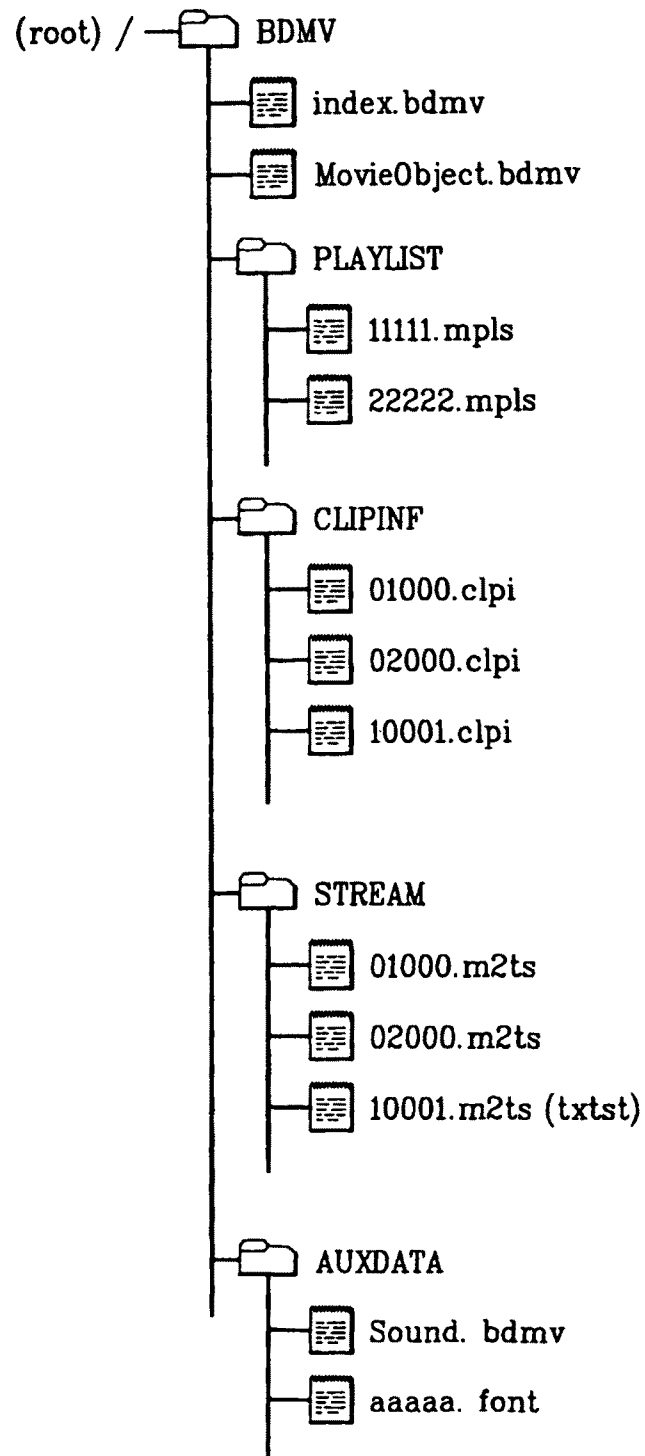 (root) / BDMV
index.bdmv
MovieObject.bdmv
PLAYLIST
11111.mpls
22222.mpls
CLIPINF
01000.clpi
02000.clpi
10001.clpi
STREAM
01000.m2ts
02000.m2ts
10001.m2ts (txtst)
AUXDATA
Sound. bdmv
aaaaa. font